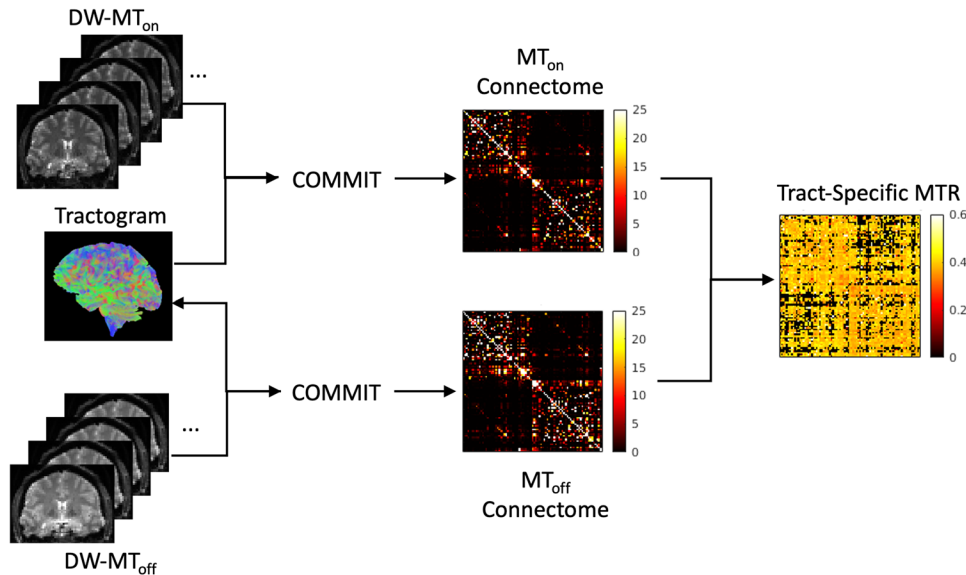 DW-MTon
...
MTon
Connectome
25
20
15
10
5
0
COMMIT
Tractogram
Tract-Specific MTR
0.6
0.4
0.2
0
25
20
15
10
5
0
COMMIT
...
MToff
Connectome
DW-MToff